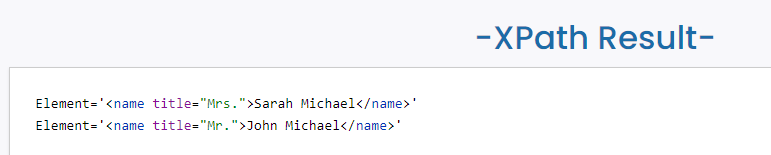 -XPath Result-
Element='<name title="Mrs.">Sarah Michael</name>'
Element='<name title="Mr.">John Michael</name>'